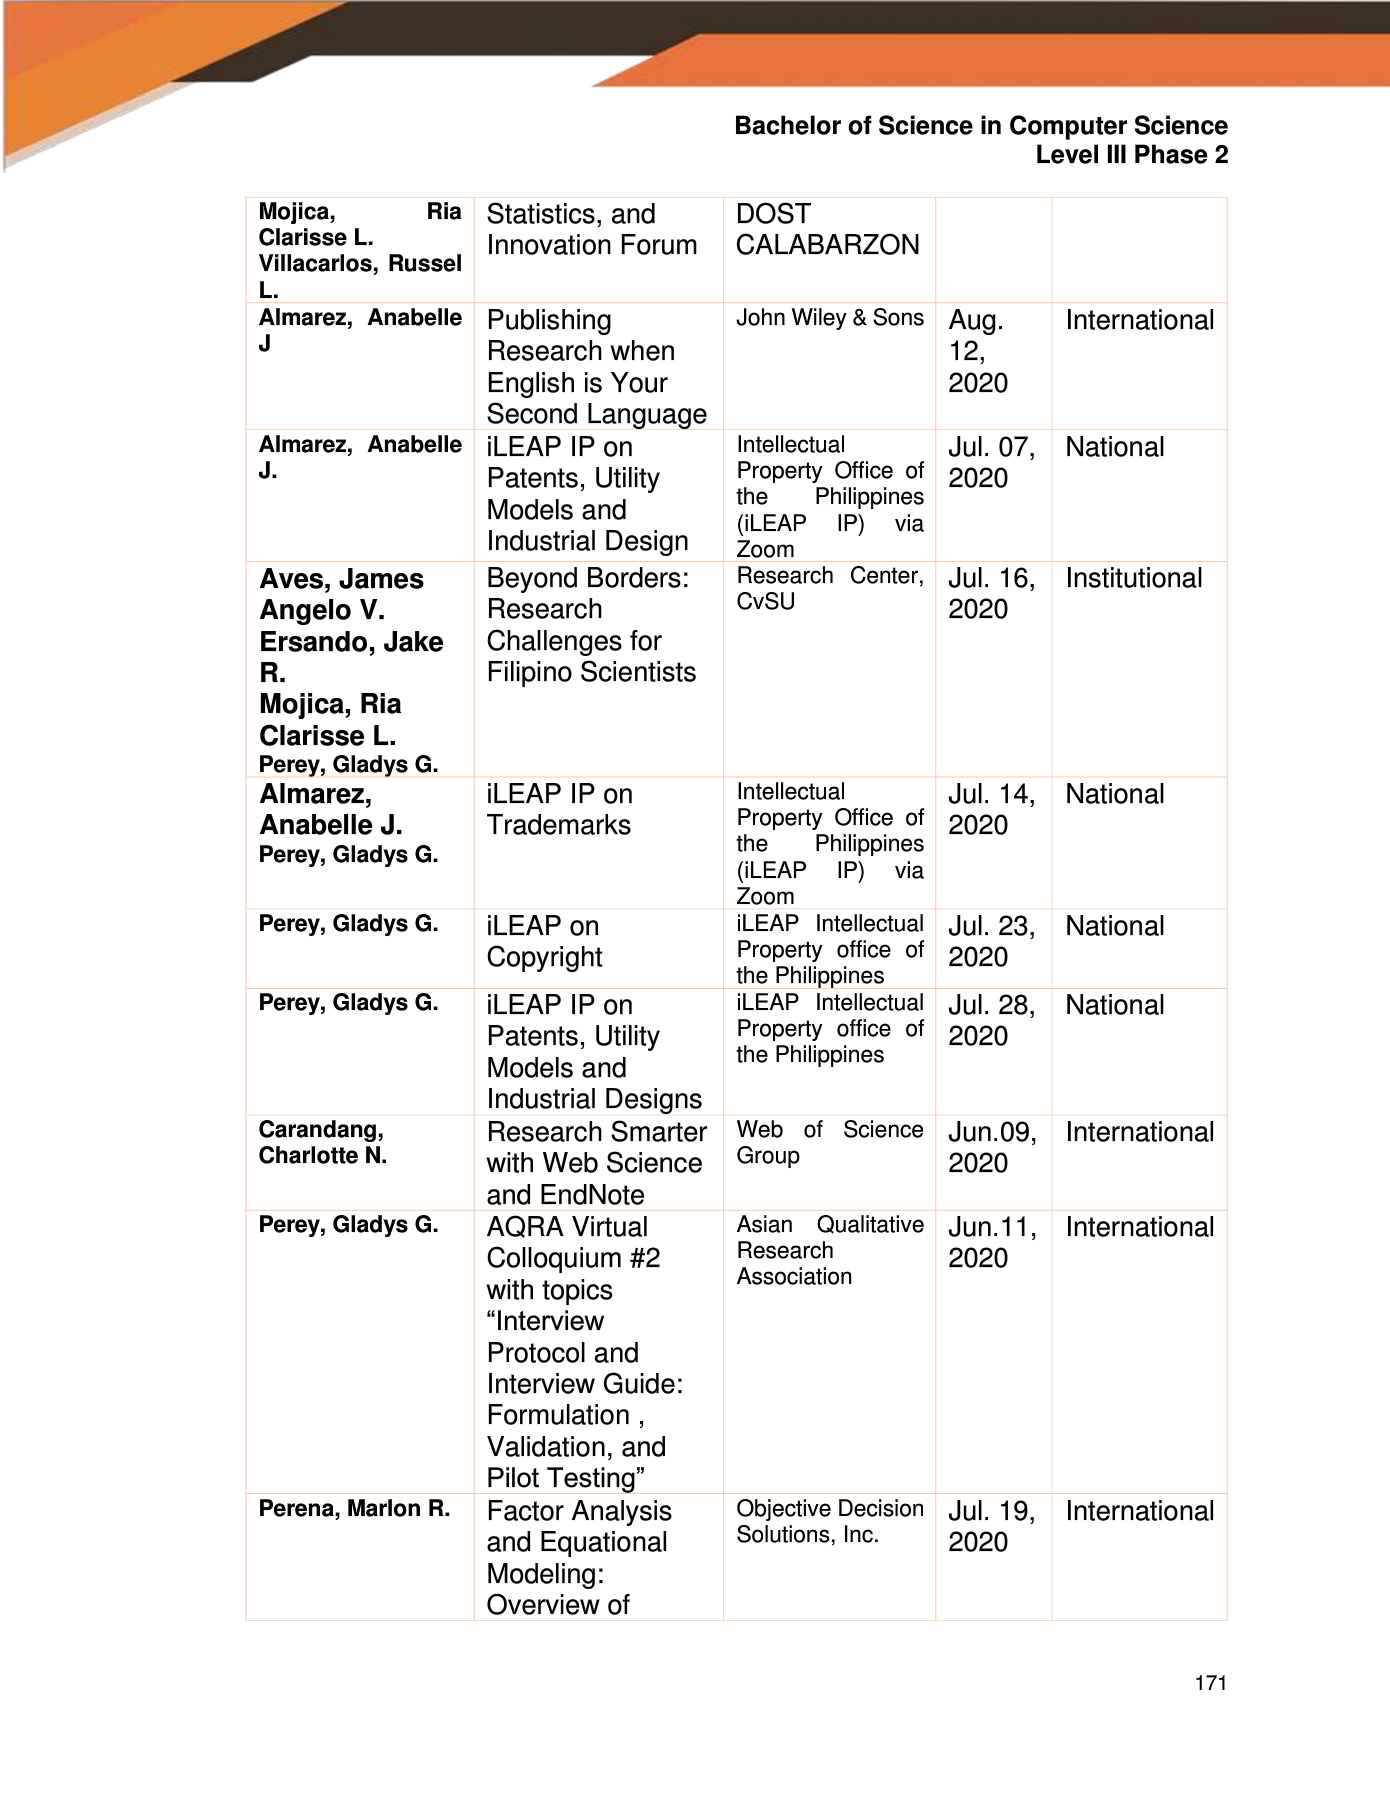 Bachelor of Science in Computer Science
Level III Phase 2
Mojica, Ria
Clarisse L.
Villacarlos, Russel
L.
Statistics, and
Innovation Forum
DOST
CALABARZON
Almarez, Anabelle
J
Publishing
Research when
English is Your
Second Language
John Wiley & Sons
Aug.
12,
2020
International
Almarez, Anabelle
J.
iLEAP IP on
Patents, Utility
Models and
Industrial Design
Intellectual
Property Office of
the Philippines
(iLEAP IP) via
Zoom
Jul. 07,
2020
National
Aves, James
Angelo V.
Ersando, Jake
R.
Mojica, Ria
Clarisse L.
Perey, Gladys G.
Beyond Borders:
Research
Challenges for
Filipino Scientists
Research Center,
CvSU
Jul. 16,
2020
Institutional
Almarez,
Anabelle J.
Perey, Gladys G.
iLEAP IP on
Trademarks
Intellectual
Property Office of
the Philippines
(iLEAP IP) via
Zoom
Jul. 14,
2020
National
Perey, Gladys G.
iLEAP on
Copyright
iLEAP Intellectual
Property office of
the Philippines
Jul. 23,
2020
National
Perey, Gladys G.
iLEAP IP on
Patents, Utility
Models and
Industrial Designs
iLEAP Intellectual
Property office of
the Philippines
Jul. 28,
2020
National
Carandang,
Charlotte N.
Research Smarter
with Web Science
and EndNote
Web of Science
Group
Jun.09,
2020
International
Perey, Gladys G.
AQRA Virtual
Colloquium #2
with topics
“Interview
Protocol and
Interview Guide:
Formulation ,
Validation, and
Pilot Testing”
Asian Qualitative
Research
Association
Jun.11,
2020
International
Perena, Marlon R.
Factor Analysis
and Equational
Modeling:
Overview of
Objective Decision
Solutions, Inc.
Jul. 19,
2020
International
171